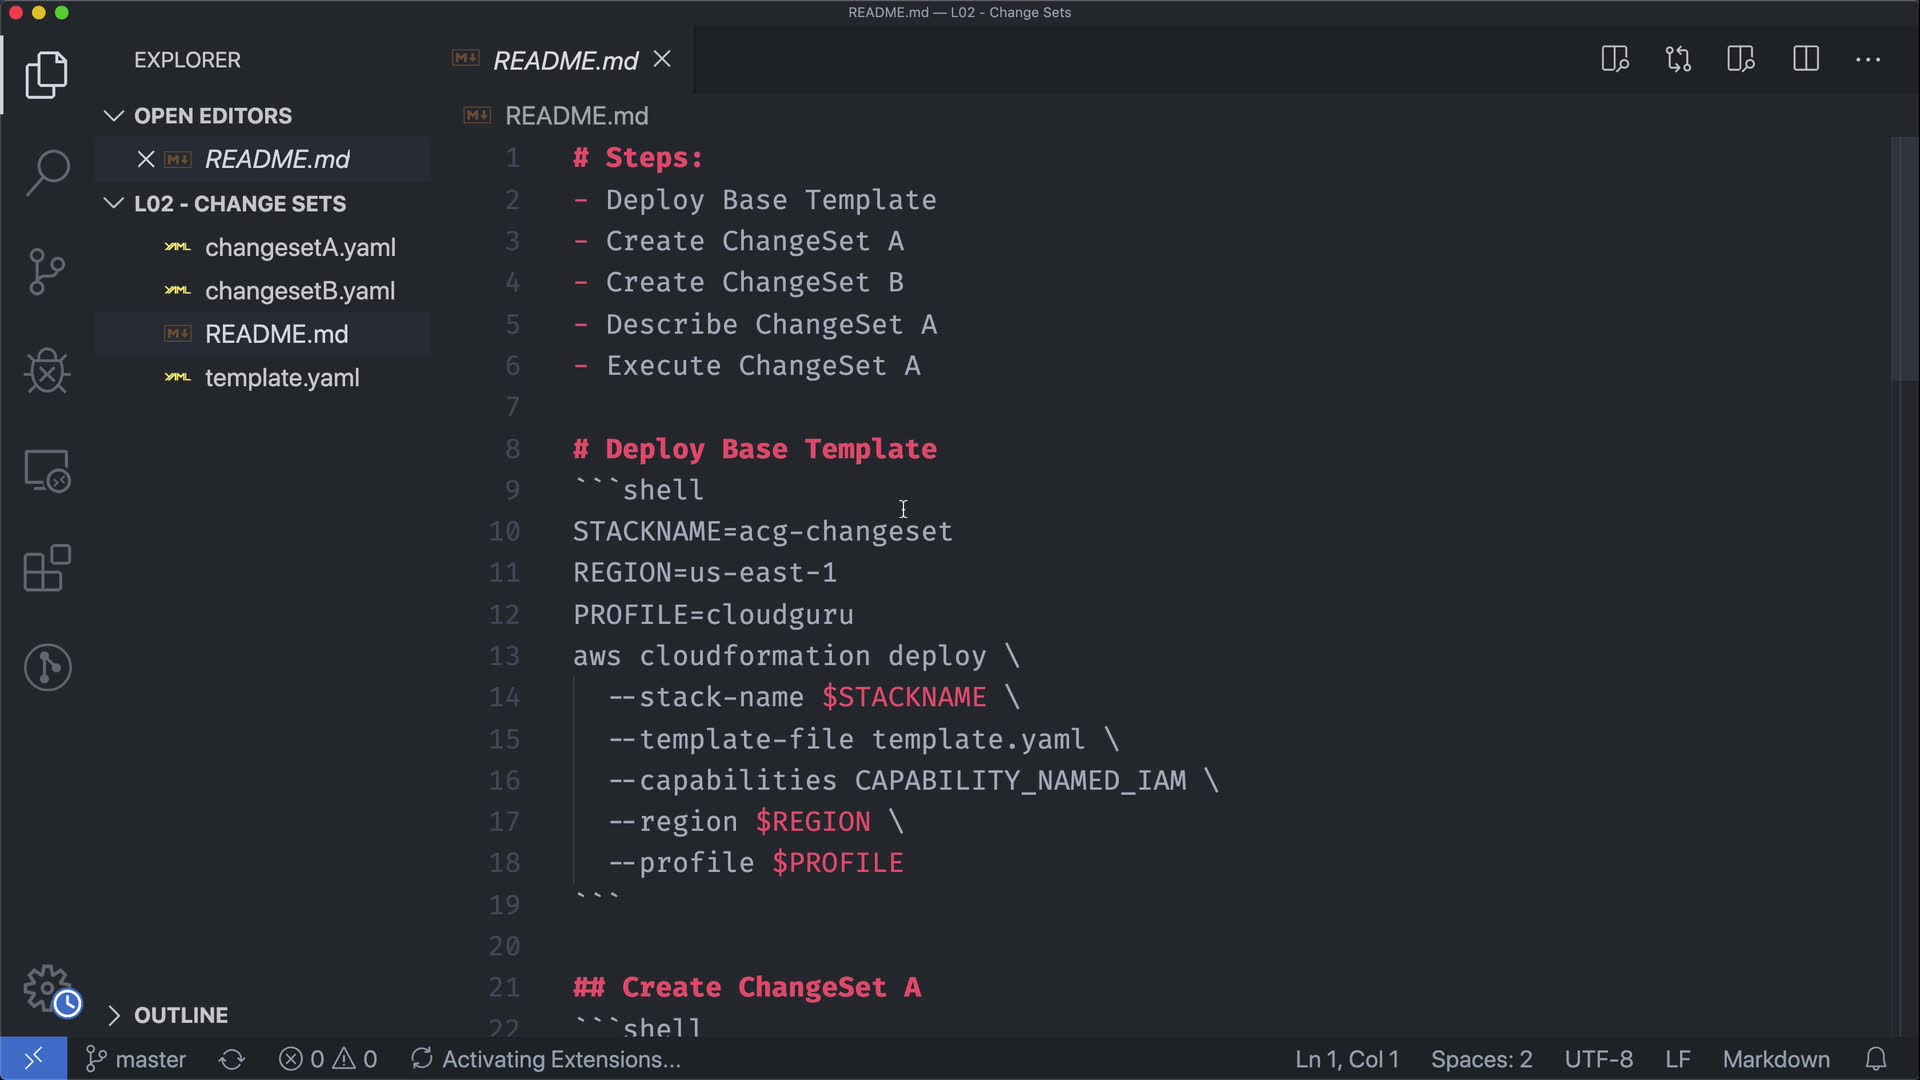 README.md — L02 - Change Sets
EXPLORER
OPEN EDITORS
README.md
L02 - CHANGE SETS
changesetA.yaml
changesetB.yaml
README.md
template.yaml
OUTLINE
README.md
README.md
1 # Steps:
2 - Deploy Base Template
3 - Create ChangeSet A
4 - Create ChangeSet B
5 - Describe ChangeSet A
6 - Execute ChangeSet A
7
8 # Deploy Base Template
9 ```shell
10 STACKNAME=acg-changeset
11 REGION=us-east-1
12 PROFILE=cloudguru
13 aws cloudformation deploy \
14 --stack-name $STACKNAME \
15 --template-file template.yaml \
16 --capabilities CAPABILITY_NAMED_IAM \
17 --region $REGION \
18 --profile $PROFILE
19 ```
20
21 ## Create ChangeSet A
22 ```shell
master 0 0 Activating Extensions... Ln 1, Col 1 Spaces: 2 UTF-8 LF Markdown